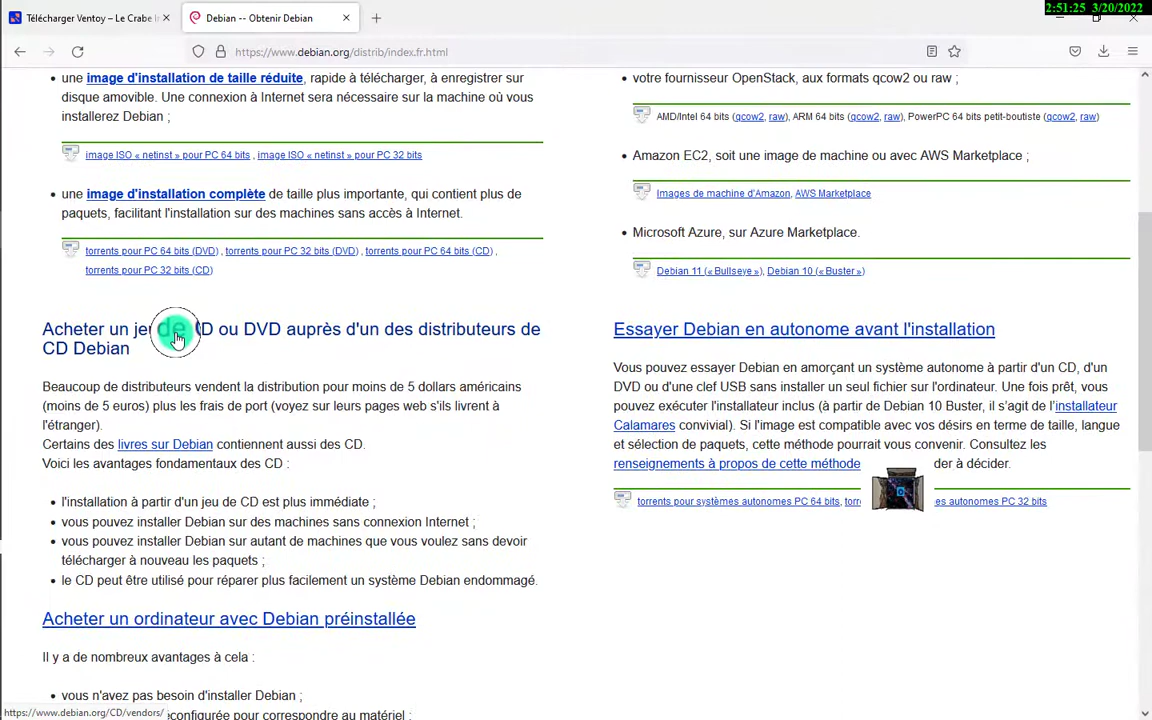 2:51:25 3/20/2022
Télécharger Ventoy – Le Crabe
Debian -- Obtenir Debian
https://www.debian.org/distrib/index.fr.html
une image d'installation de taille réduite, rapide à télécharger, à enregistrer sur
disque amovible. Une connexion à Internet sera nécessaire sur la machine où vous
installerez Debian ;
image ISO « netinst » pour PC 64 bits , image ISO « netinst » pour PC 32 bits
une image d'installation complète de taille plus importante, qui contient plus de
paquets, facilitant l'installation sur des machines sans accès à Internet.
torrents pour PC 64 bits (DVD) , torrents pour PC 32 bits (DVD) , torrents pour PC 64 bits (CD) ,
torrents pour PC 32 bits (CD)
Acheter un jeu de CD ou DVD auprès d'un des distributeurs de
CD Debian
Beaucoup de distributeurs vendent la distribution pour moins de 5 dollars américains
(moins de 5 euros) plus les frais de port (voyez sur leurs pages web s'ils livrent à
l'étranger).
Certains des livres sur Debian contiennent aussi des CD.
Voici les avantages fondamentaux des CD :
l'installation à partir d'un jeu de CD est plus immédiate ;
vous pouvez installer Debian sur des machines sans connexion Internet ;
vous pouvez installer Debian sur autant de machines que vous voulez sans devoir
télécharger à nouveau les paquets ;
le CD peut être utilisé pour réparer plus facilement un système Debian endommagé.
Acheter un ordinateur avec Debian préinstallée
Il y a de nombreux avantages à cela :
vous n'avez pas besoin d'installer Debian ;
configurée pour correspondre au matériel ;
https://www.debian.org/CD/vendors/
votre fournisseur OpenStack, aux formats qcow2 ou raw ;
AMD/Intel 64 bits (qcow2, raw), ARM 64 bits (qcow2, raw), PowerPC 64 bits petit-boutiste (qcow2, raw)
Amazon EC2, soit une image de machine ou avec AWS Marketplace ;
Images de machine d'Amazon, AWS Marketplace
Microsoft Azure, sur Azure Marketplace.
Debian 11 (« Bullseye »), Debian 10 (« Buster »)
Essayer Debian en autonome avant l'installation
Vous pouvez essayer Debian en amorçant un système autonome à partir d'un CD, d'un
DVD ou d'une clef USB sans installer un seul fichier sur l'ordinateur. Une fois prêt, vous
pouvez exécuter l'installateur inclus (à partir de Debian 10 Buster, il s’agit de l’installateur
Calamares convivial). Si l'image est compatible avec vos désirs en terme de taille, langue
et sélection de paquets, cette méthode pourrait vous convenir. Consultez les
renseignements à propos de cette méthode der à décider.
torrents pour systèmes autonomes PC 64 bits, torr es autonomes PC 32 bits